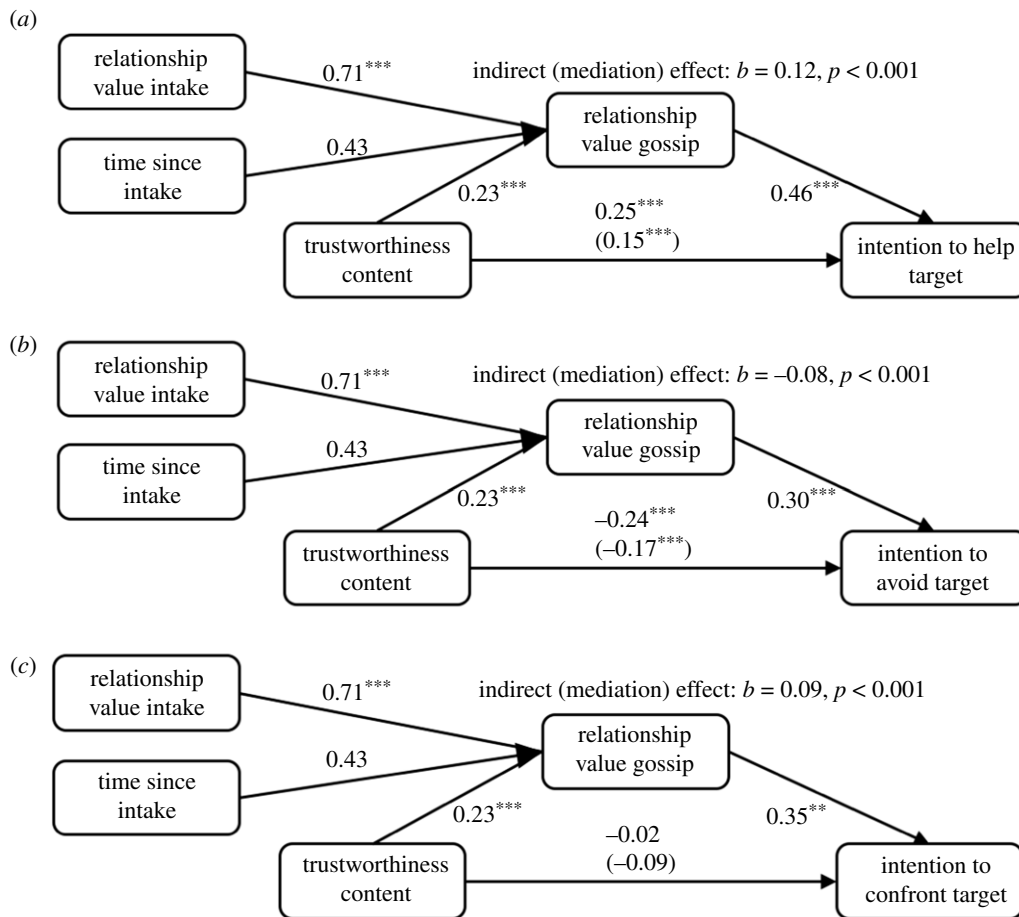 (a)
relationship
value intake
0.71***
indirect (mediation) effect: b = 0.12, p < 0.001
relationship
value gossip
time since
intake
0.43
0.23***
0.46***
0.25***
(0.15***)
trustworthiness
content
intention to help
target
(b)
relationship
value intake
0.71***
indirect (mediation) effect: b = –0.08, p < 0.001
relationship
value gossip
time since
intake
0.43
0.23***
0.30***
–0.24***
(–0.17***)
trustworthiness
content
intention to
avoid target
(c)
relationship
value intake
0.71***
indirect (mediation) effect: b = 0.09, p < 0.001
relationship
value gossip
time since
intake
0.43
0.23***
0.35**
–0.02
(–0.09)
trustworthiness
content
intention to
confront target